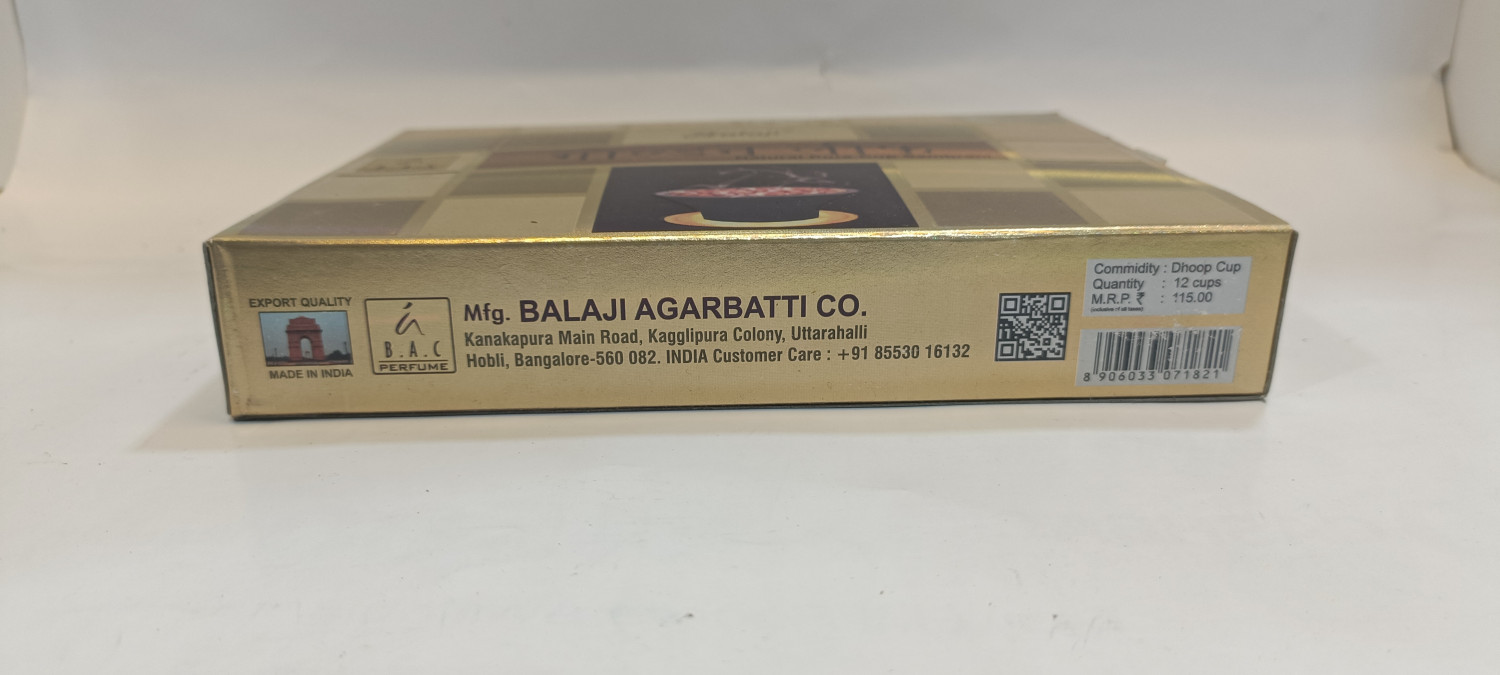 EXPORT QUALITY
MADE IN INDIA
B.A.C
PERFUME
Mfg. BALAJI AGARBATTI CO.
Kanakapura Main Road, Kagglipura Colony, Uttarahalli
Hobli, Bangalore-560 082. INDIA Customer Care : +91 85530 16132
Commidity : Dhoop Cup
Quantity : 12 cups
M.R.P. ₹ : 115.00
8 906033 071821